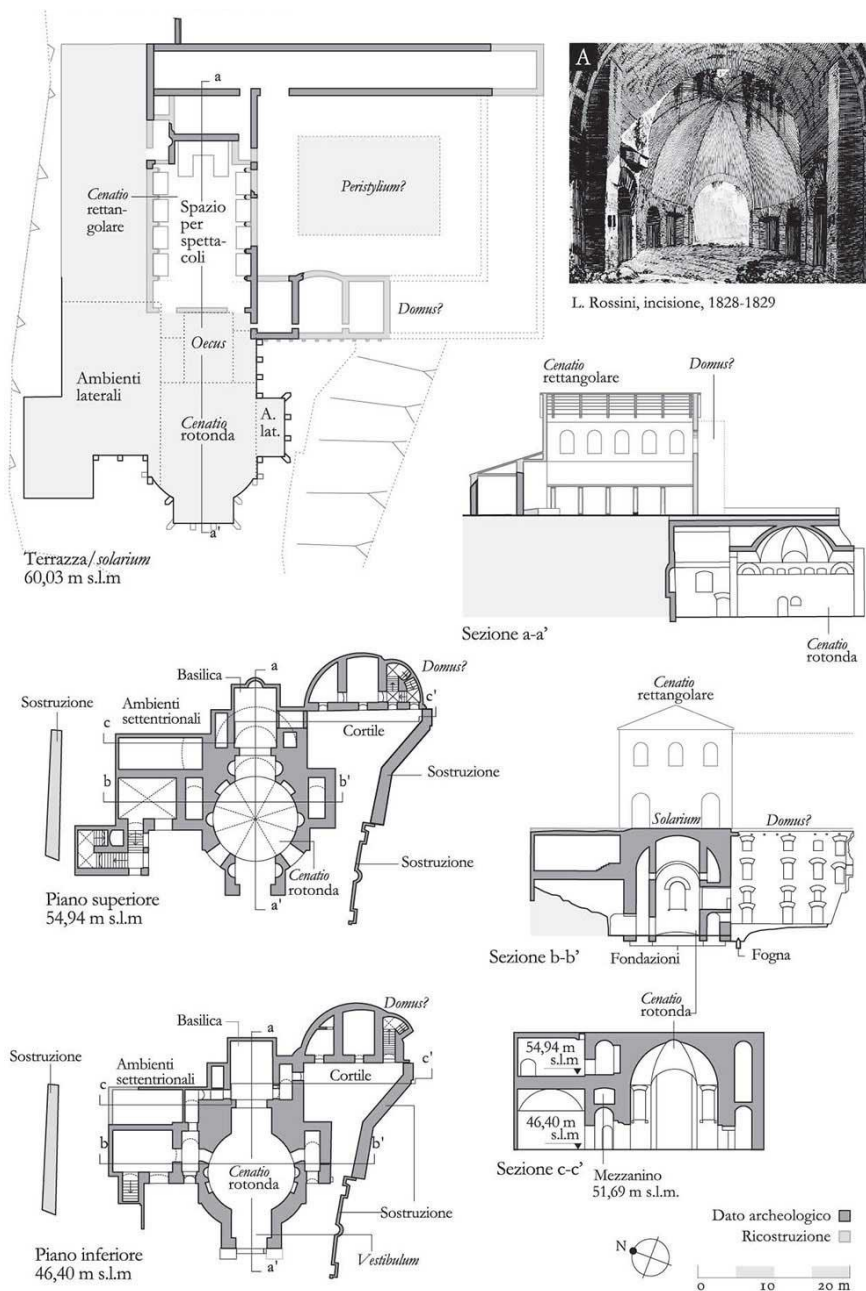 a
Cenatio
rettan-
golare
Spazio
per
spetta-
coli
Peristylium?
Domus?
Oecus
Ambienti
laterali
Cenatio
rotonda
A.
lat.
a'
Terrazza/solarium
60,03 m s.l.m
A
L. Rossini, incisione, 1828-1829
Cenatio
rettangolare
Domus?
Sezione a-a’
Cenatio
rotonda
Basilica
a
Domus?
Sostruzione
Ambienti
settentrionali
c
c'
Cortile
b
b'
Sostruzione
Sostruzione
Cenatio
rotonda
a'
Piano superiore
54,94 m s.l.m
Cenatio
rettangolare
Solarium
Domus?
Sezione b-b’
Fondazioni
Fogna
Cenatio
rotonda
Basilica
a
Domus?
Sostruzione
Ambienti
settentrionali
c
c'
Cortile
b
b'
Cenatio
rotonda
Sostruzione
Vestibulum
a'
Piano inferiore
46,40 m s.l.m
54,94 m
s.l.m
46,40 m
s.l.m
Sezione c-c’
Mezzanino
51,69 m s.l.m.
Dato archeologico
Ricostruzione
N
0 10 20 m